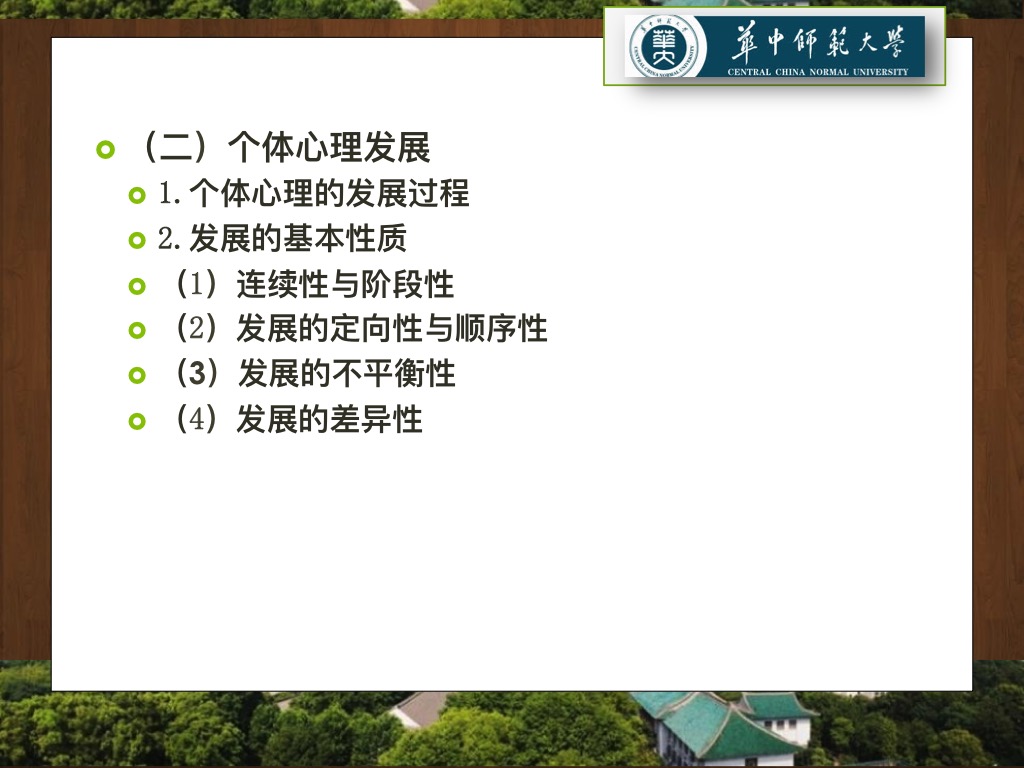 華中師範大學
CENTRAL CHINA NORMAL UNIVERSITY
（二）个体心理发展
1.个体心理的发展过程
2.发展的基本性质
（1）连续性与阶段性
（2）发展的定向性与顺序性
（3）发展的不平衡性
（4）发展的差异性